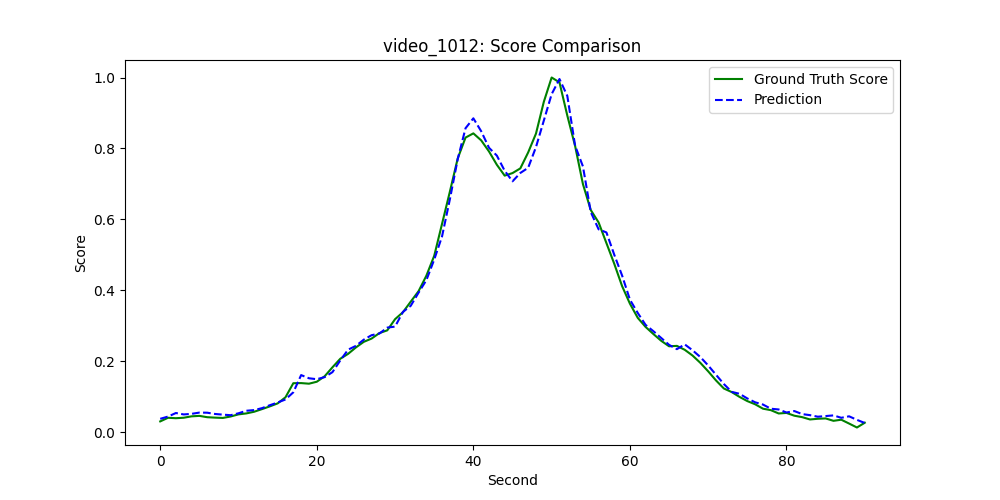 video_1012: Score Comparison
Ground Truth Score
Prediction
1.0
0.8
0.6
0.4
0.2
0.0
Score
0 20 40 60 80
Second